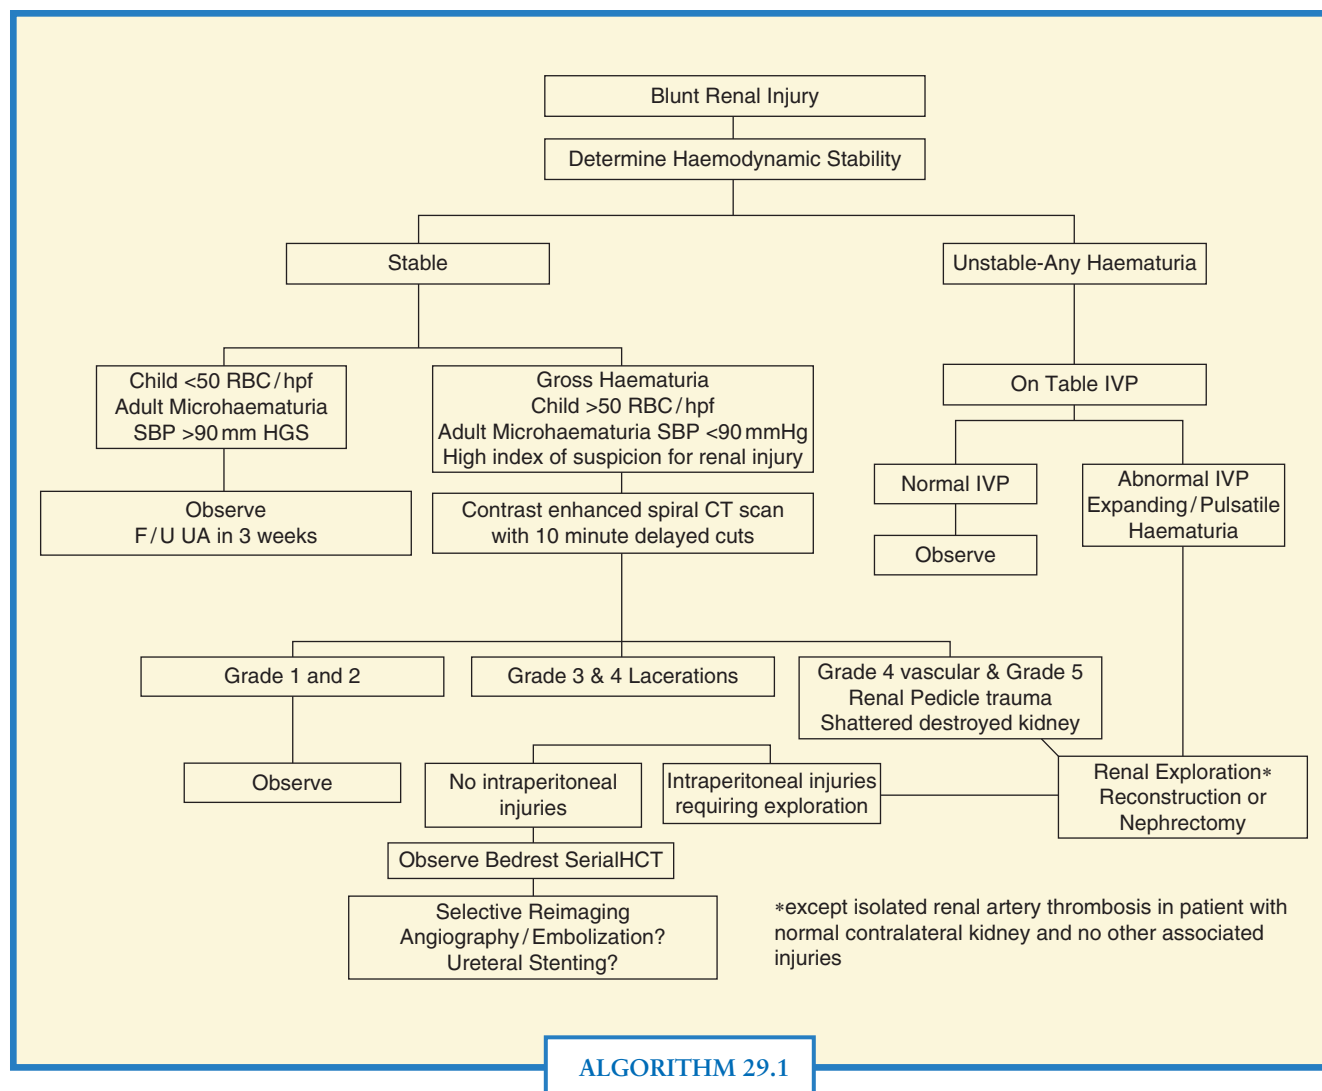 Blunt Renal Injury
Determine Haemodynamic Stability
Stable
Unstable-Any Haematuria
Child <50 RBC/hpf
Adult Microhaematuria
SBP >90 mm HGS
Gross Haematuria
Child >50 RBC/hpf
Adult Microhaematuria SBP <90 mmHg
High index of suspicion for renal injury
On Table IVP
Observe
F/U UA in 3 weeks
Contrast enhanced spiral CT scan
with 10 minute delayed cuts
Normal IVP
Abnormal IVP
Expanding/Pulsatile
Haematuria
Observe
Grade 1 and 2
Grade 3 & 4 Lacerations
Grade 4 vascular & Grade 5
Renal Pedicle trauma
Shattered destroyed kidney
Observe
No intraperitoneal
injuries
Intraperitoneal injuries
requiring exploration
Renal Exploration*
Reconstruction or
Nephrectomy
Observe Bedrest SerialHCT
Selective Reimaging
Angiography/Embolization?
Ureteral Stenting?
*except isolated renal artery thrombosis in patient with
normal contralateral kidney and no other associated
injuries
ALGORITHM 29.1